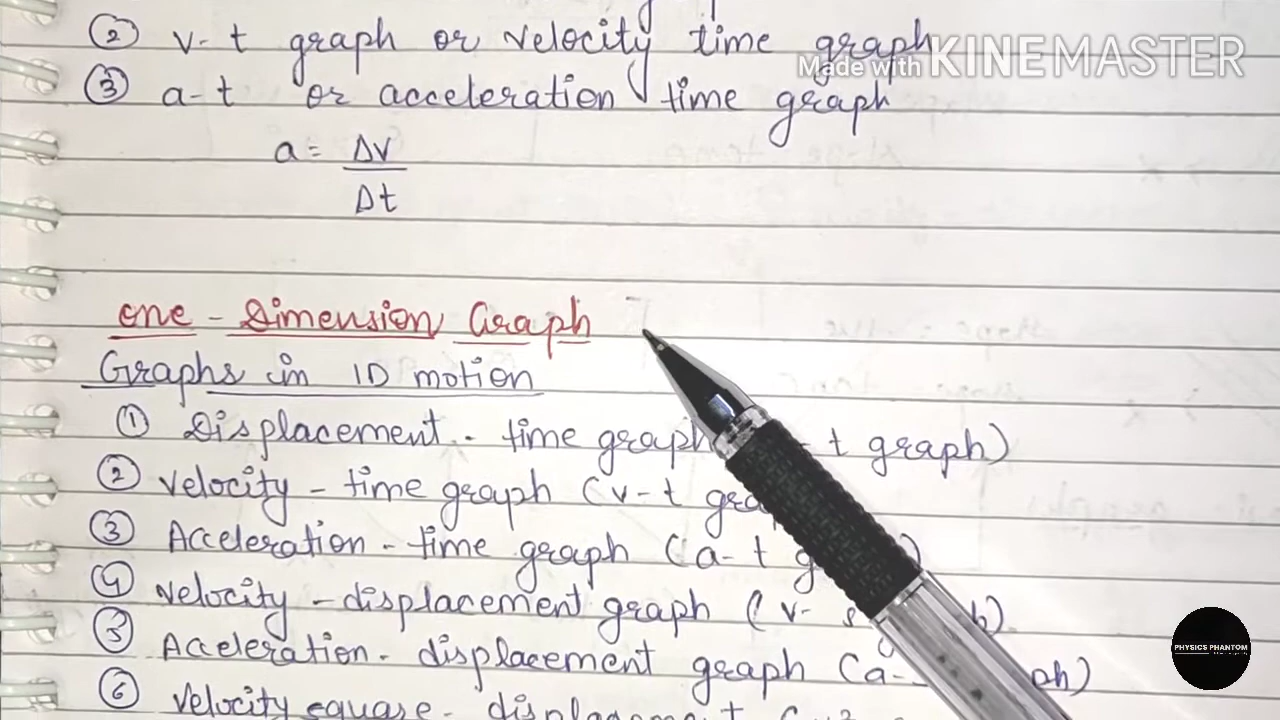 ② v-t graph or velocity time graph
Made with KINEMASTER
③ a-t or acceleration time graph
a = Δv
Δt
one - Dimension Graph
Graphs in 1D motion
① Displacement - time graph - t graph)
② velocity - time graph (v-t
③ Acceleration - time graph (a-t
④ velocity - displacement graph (v- s
⑤ Acceleration - displacement graph (a-
⑥ velocity square - displacement
PHYSICS PHANTOM